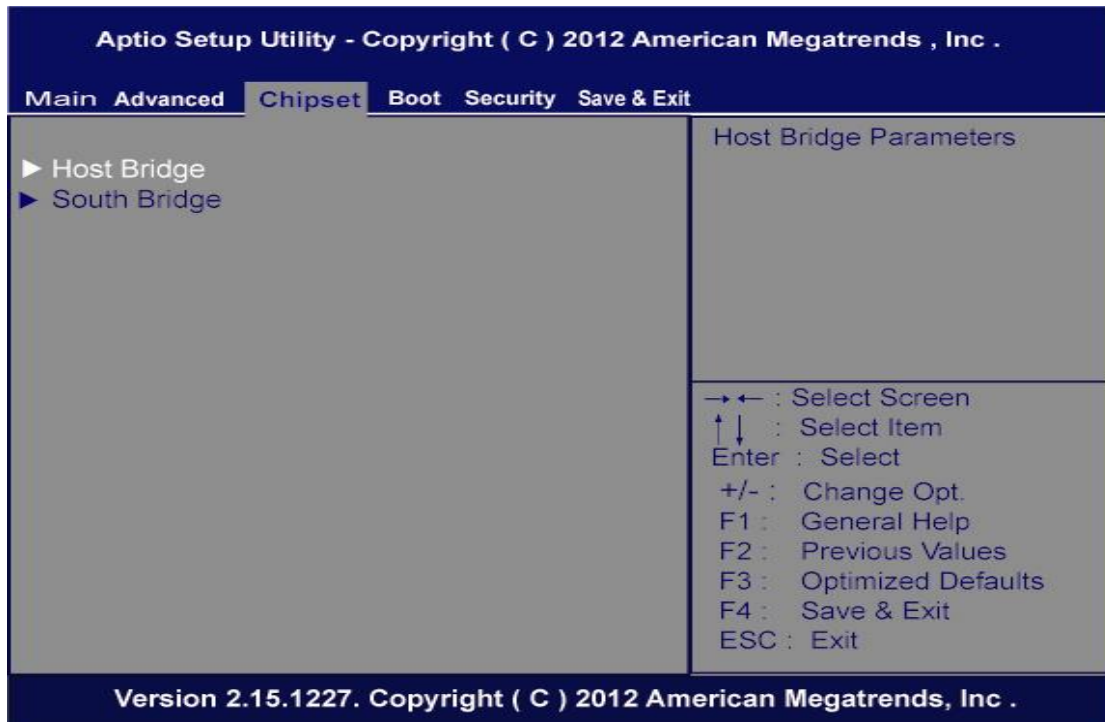 Aptio Setup Utility - Copyright ( C ) 2012 American Megatrends , Inc .
Main Advanced Chipset Boot Security Save & Exit
► Host Bridge
► South Bridge
Host Bridge Parameters
→ ← : Select Screen
↑ ↓ : Select Item
Enter : Select
+/- : Change Opt.
F1 : General Help
F2 : Previous Values
F3 : Optimized Defaults
F4 : Save & Exit
ESC : Exit
Version 2.15.1227. Copyright ( C ) 2012 American Megatrends, Inc .